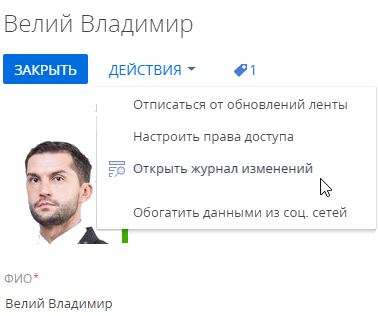 Велий Владимир
ЗАКРЫТЬ
ДЕЙСТВИЯ
1
Отписаться от обновлений ленты
Настроить права доступа
Открыть журнал изменений
Обогатить данными из соц. сетей
ФИО*
Велий Владимир